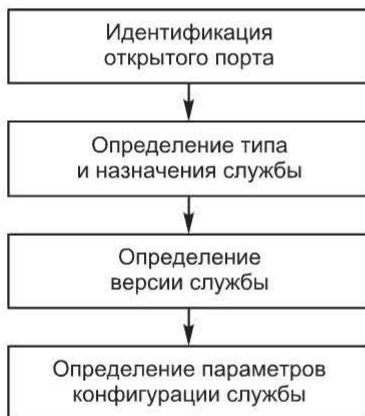 Идентификация
открытого порта
Определение типа
и назначения службы
Определение
версии службы
Определение параметров
конфигурации службы